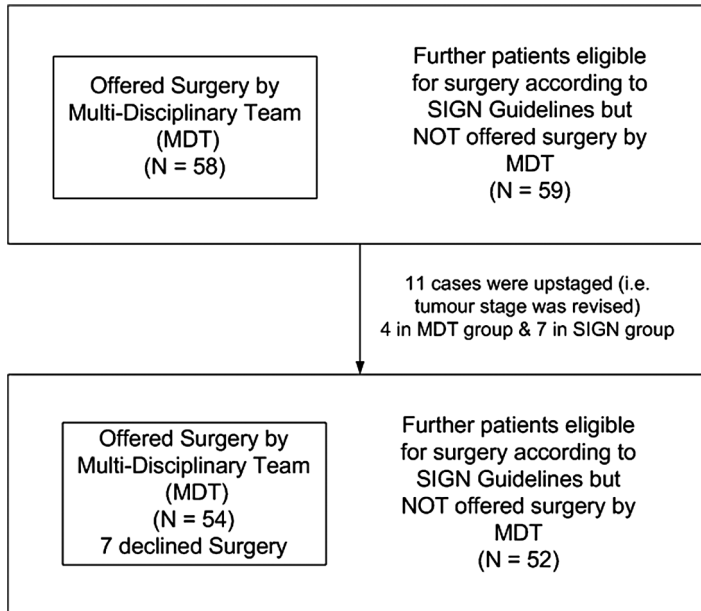 Offered Surgery by
Multi-Disciplinary Team
(MDT)
(N = 58)
Further patients eligible
for surgery according to
SIGN Guidelines but
NOT offered surgery by
MDT
(N = 59)
11 cases were upstaged (i.e.
tumour stage was revised)
4 in MDT group & 7 in SIGN group
Offered Surgery by
Multi-Disciplinary Team
(MDT)
(N = 54)
7 declined Surgery
Further patients eligible
for surgery according to
SIGN Guidelines but
NOT offered surgery by
MDT
(N = 52)